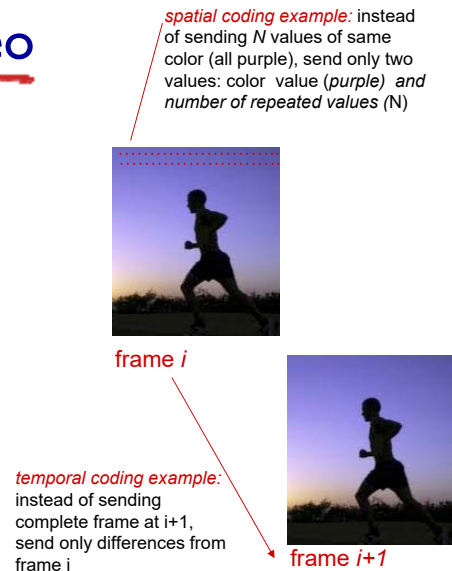 eo
spatial coding example: instead
of sending N values of same
color (all purple), send only two
values: color value (purple) and
number of repeated values (N)
frame i
temporal coding example:
instead of sending
complete frame at i+1,
send only differences from
frame i
frame i+1